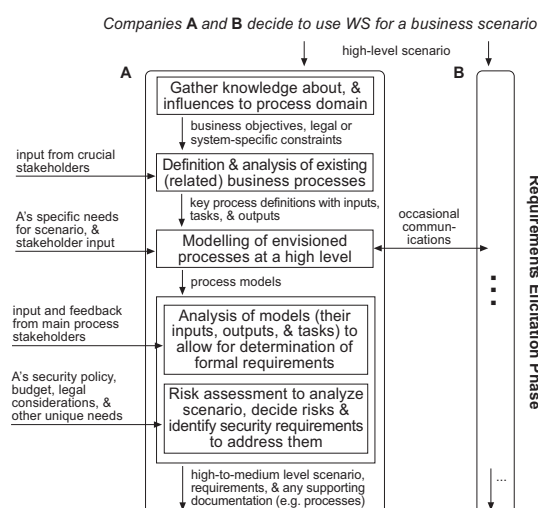 Companies A and B decide to use WS for a business scenario
high-level scenario
A
B
Gather knowledge about, &
influences to process domain
business objectives, legal or
system-specific constraints
input from crucial
stakeholders
Definition & analysis of existing
(related) business processes
key process definitions with inputs,
tasks, & outputs
A's specific needs
for scenario, &
stakeholder input
Modelling of envisioned
processes at a high level
occasional
commun-
ications
process models
input and feedback
from main process
stakeholders
Analysis of models (their
inputs, outputs, & tasks) to
allow for determination of
formal requirements
A's security policy,
budget, legal
considerations, &
other unique needs
Risk assessment to analyze
scenario, decide risks &
identify security requirements
to address them
high-to-medium level scenario,
requirements, & any supporting
documentation (e.g. processes)
...
Requirements Elicitation Phase